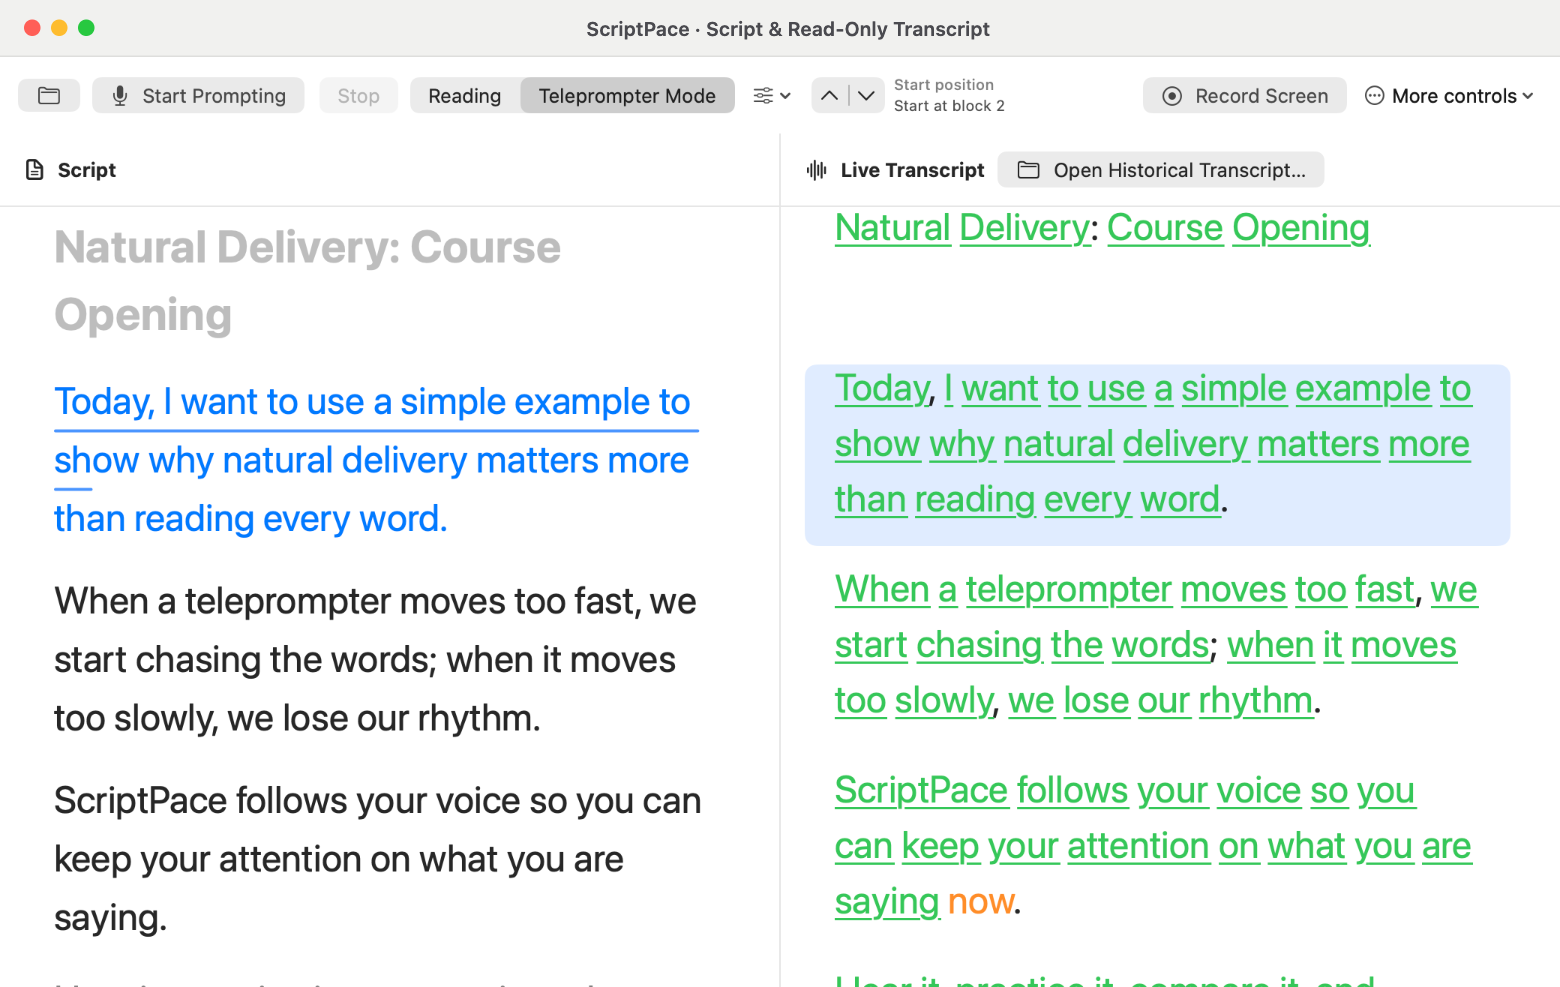 ScriptPace · Script & Read-Only Transcript
Start Prompting
Stop
Reading
Teleprompter Mode
Start position
Start at block 2
Record Screen
More controls
Script
Natural Delivery: Course
Opening
Today, I want to use a simple example to
show why natural delivery matters more
than reading every word.
When a teleprompter moves too fast, we
start chasing the words; when it moves
too slowly, we lose our rhythm.
ScriptPace follows your voice so you can
keep your attention on what you are
saying.
Live Transcript
Open Historical Transcript...
Natural Delivery: Course Opening
Today, I want to use a simple example to
show why natural delivery matters more
than reading every word.
When a teleprompter moves too fast, we
start chasing the words; when it moves
too slowly, we lose our rhythm.
ScriptPace follows your voice so you
can keep your attention on what you are
saying now.
it, practice it, compare it, and